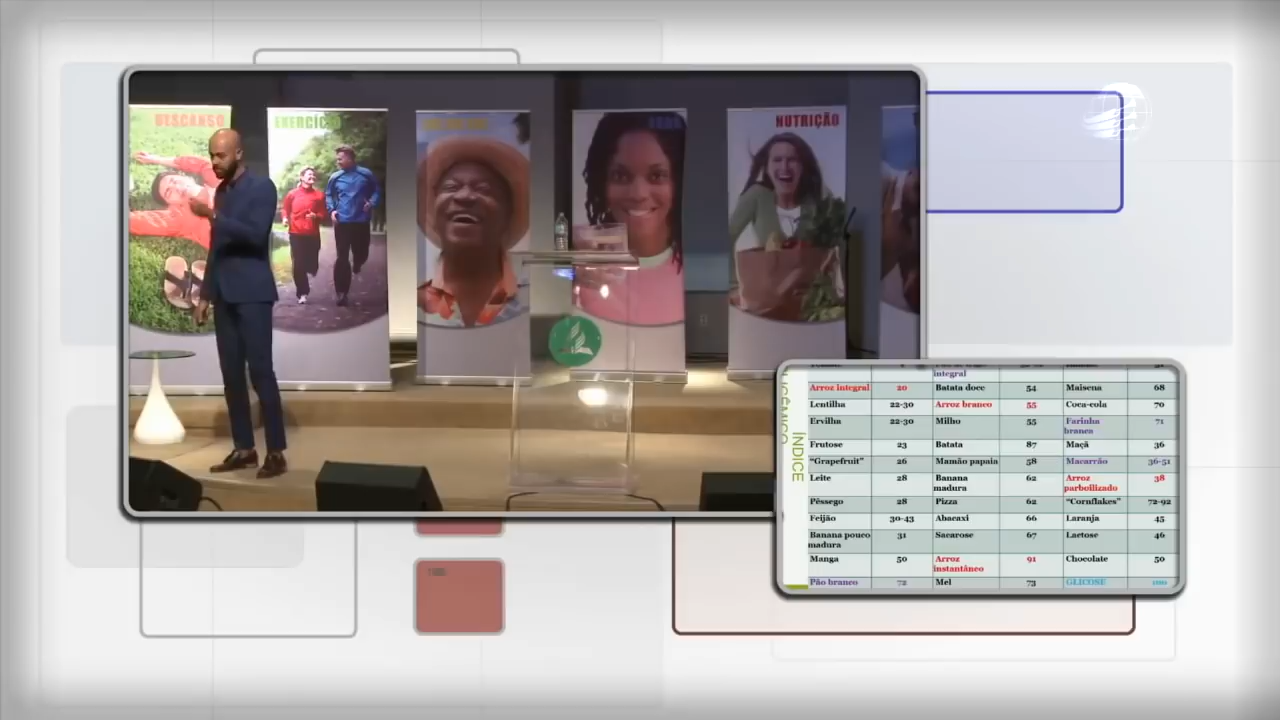 DESCANSO
EXERCÍCIO
NUTRIÇÃO
ÍNDICE
integral
Arroz integral 20 Batata doce 54 Maisena 68
Lentilha 22-30 Arroz branco 55 Coca-cola 70
Ervilha 22-30 Milho 55 Farinha 71
branca
Frutose 23 Batata 87 Maçã 36
“Grapefruit” 26 Mamão papaia 58 Macarrão 36-51
Leite 28 Banana 62 Arroz 38
madura parboilizado
Pêssego 28 Pizza 62 “Cornflakes” 72-92
Feijão 30-43 Abacaxi 66 Laranja 45
Banana pouco 31 Sacarose 67 Lactose 46
madura
Manga 50 Arroz 91 Chocolate 50
instantâneo
Pão branco 72 Mel 73 GLICOSE 100